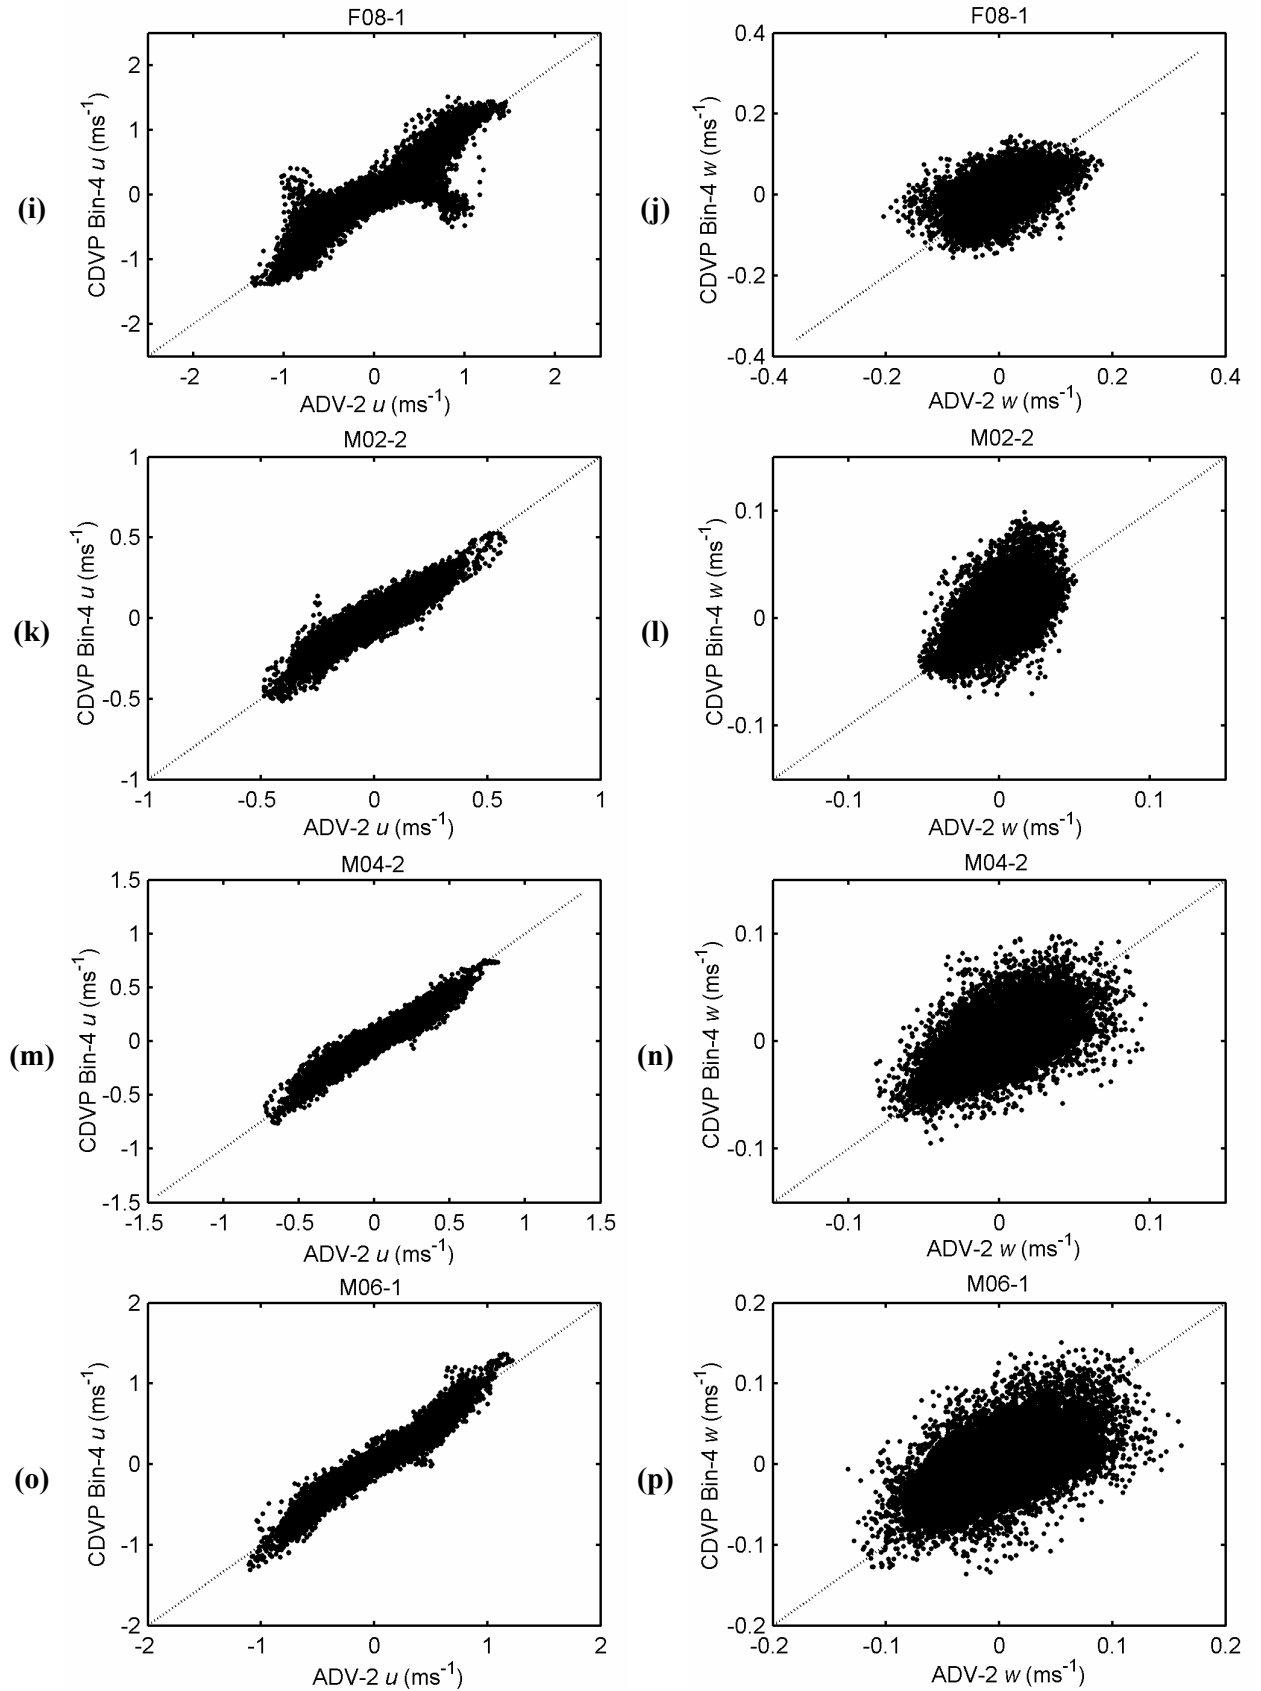 F08-1
(i)
CDVP Bin-4 u (ms-1)
2
1
0
-1
-2
-2 -1 0 1 2
ADV-2 u (ms-1)
F08-1
(j)
CDVP Bin-4 w (ms-1)
0.4
0.2
0
-0.2
-0.4
-0.4 -0.2 0 0.2 0.4
ADV-2 w (ms-1)
M02-2
(k)
CDVP Bin-4 u (ms-1)
1
0.5
0
-0.5
-1
-1 -0.5 0 0.5 1
ADV-2 u (ms-1)
M02-2
(l)
CDVP Bin-4 w (ms-1)
0.1
0
-0.1
-0.1 0 0.1
ADV-2 w (ms-1)
M04-2
(m)
CDVP Bin-4 u (ms-1)
1.5
1
0.5
0
-0.5
-1
-1.5
-1.5 -1 -0.5 0 0.5 1 1.5
ADV-2 u (ms-1)
M04-2
(n)
CDVP Bin-4 w (ms-1)
0.1
0
-0.1
-0.1 0 0.1
ADV-2 w (ms-1)
M06-1
(o)
CDVP Bin-4 u (ms-1)
2
1
0
-1
-2
-2 -1 0 1 2
ADV-2 u (ms-1)
M06-1
(p)
CDVP Bin-4 w (ms-1)
0.2
0.1
0
-0.1
-0.2
-0.2 -0.1 0 0.1 0.2
ADV-2 w (ms-1)